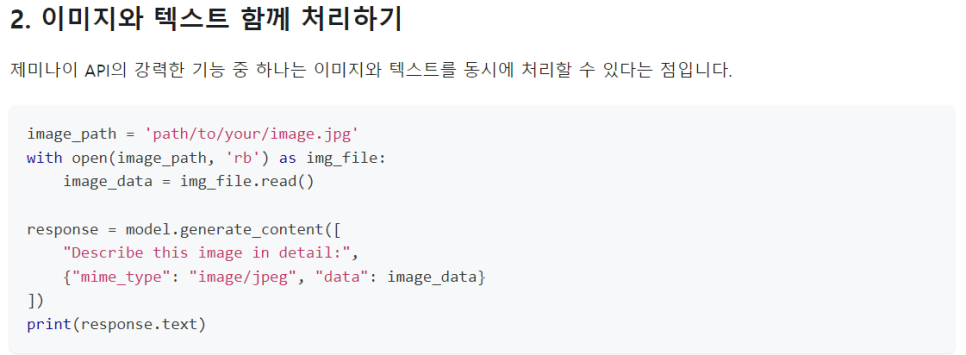 2. 이미지와 텍스트 함께 처리하기
제미나이 API의 강력한 기능 중 하나는 이미지와 텍스트를 동시에 처리할 수 있다는 점입니다.
image_path = 'path/to/your/image.jpg'
with open(image_path, 'rb') as img_file:
    image_data = img_file.read()
response = model.generate_content([
    "Describe this image in detail:",
    {"mime_type": "image/jpeg", "data": image_data}
])
print(response.text)